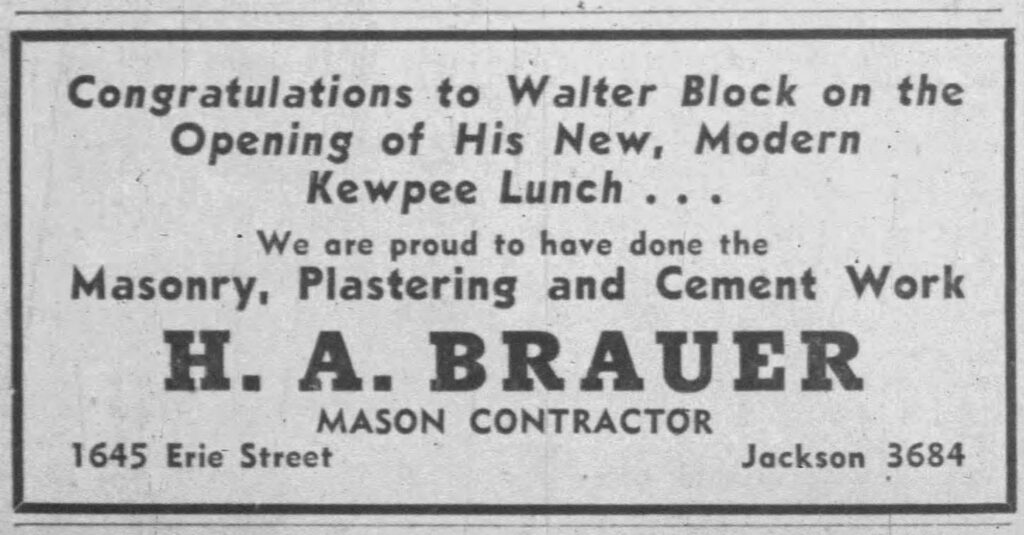 Congratulations to Walter Block on the
Opening of His New, Modern
Kewpee Lunch . . .
We are proud to have done the
Masonry, Plastering and Cement Work
H. A. BRAUER
MASON CONTRACTOR
1645 Erie Street Jackson 3684